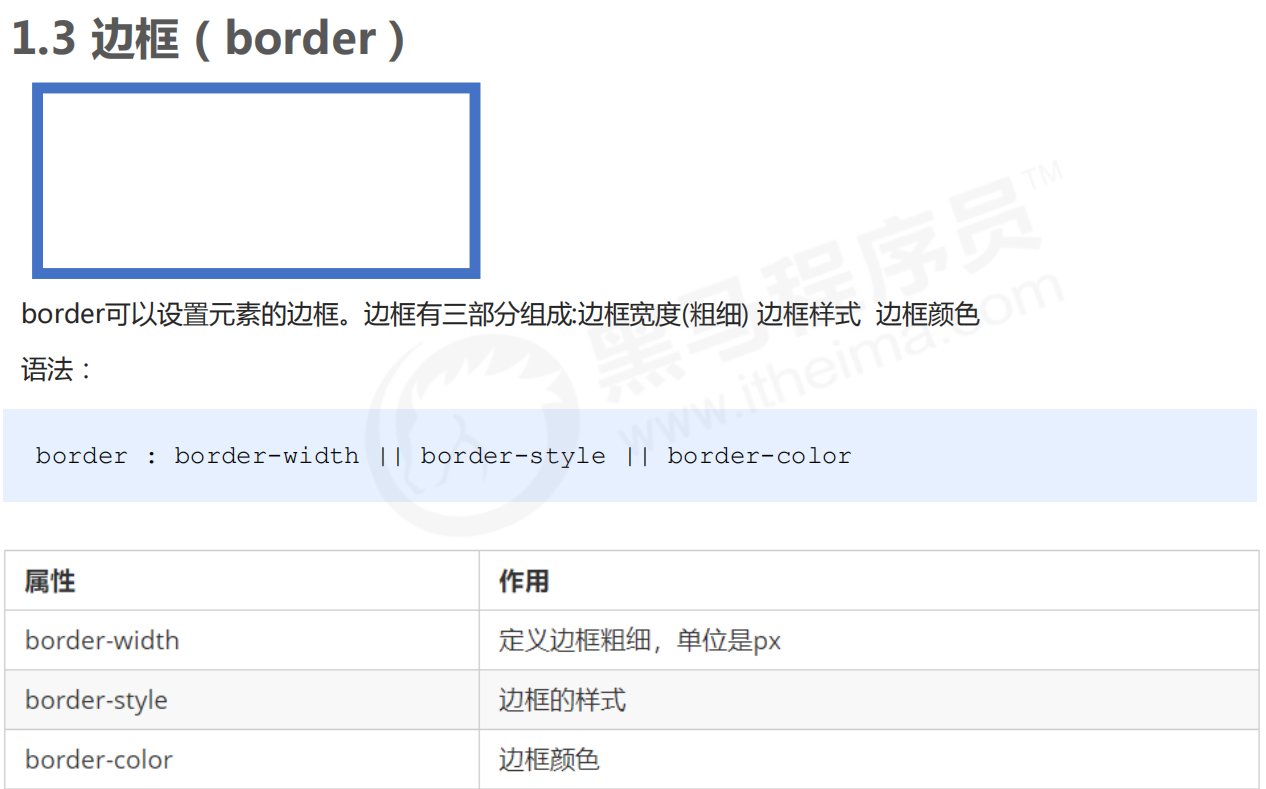 1.3 边框（border）
border可以设置元素的边框。边框有三部分组成:边框宽度(粗细) 边框样式 边框颜色
语法：
border : border-width || border-style || border-color
属性 作用
border-width 定义边框粗细，单位是px
border-style 边框的样式
border-color 边框颜色
黑马程序员™
www.itheima.com